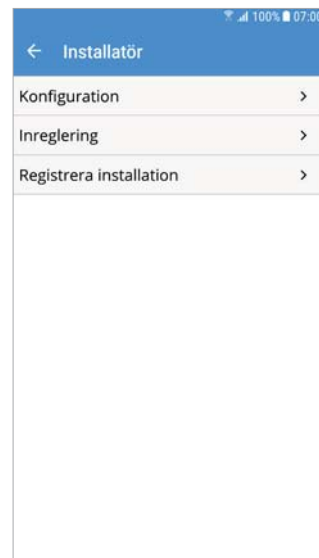 100% 07:00
Installatör
Konfiguration
Inreglering
Registrera installation